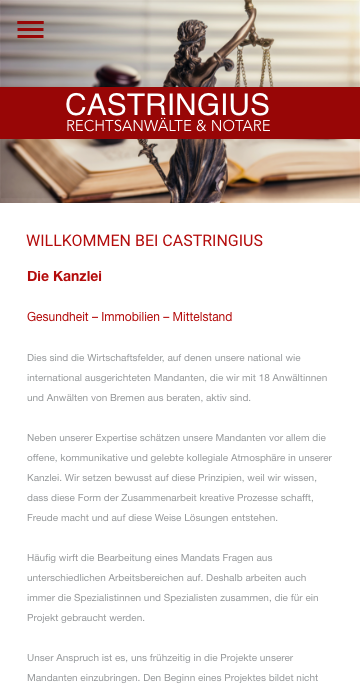 CASTRINGIUS
RECHTSANWÄLTE & NOTARE
WILLKOMMEN BEI CASTRINGIUS
Die Kanzlei
Gesundheit – Immobilien – Mittelstand
Dies sind die Wirtschaftsfelder, auf denen unsere national wie
international ausgerichteten Mandanten, die wir mit 18 Anwältinnen
und Anwälten von Bremen aus beraten, aktiv sind.
Neben unserer Expertise schätzen unsere Mandanten vor allem die
offene, kommunikative und gelebte kollegiale Atmosphäre in unserer
Kanzlei. Wir setzen bewusst auf diese Prinzipien, weil wir wissen,
dass diese Form der Zusammenarbeit kreative Prozesse schafft,
Freude macht und auf diese Weise Lösungen entstehen.
Häufig wirft die Bearbeitung eines Mandats Fragen aus
unterschiedlichen Arbeitsbereichen auf. Deshalb arbeiten auch
immer die Spezialistinnen und Spezialisten zusammen, die für ein
Projekt gebraucht werden.
Unser Anspruch ist es, uns frühzeitig in die Projekte unserer
Mandanten einzubringen. Den Beginn eines Projektes bildet nicht